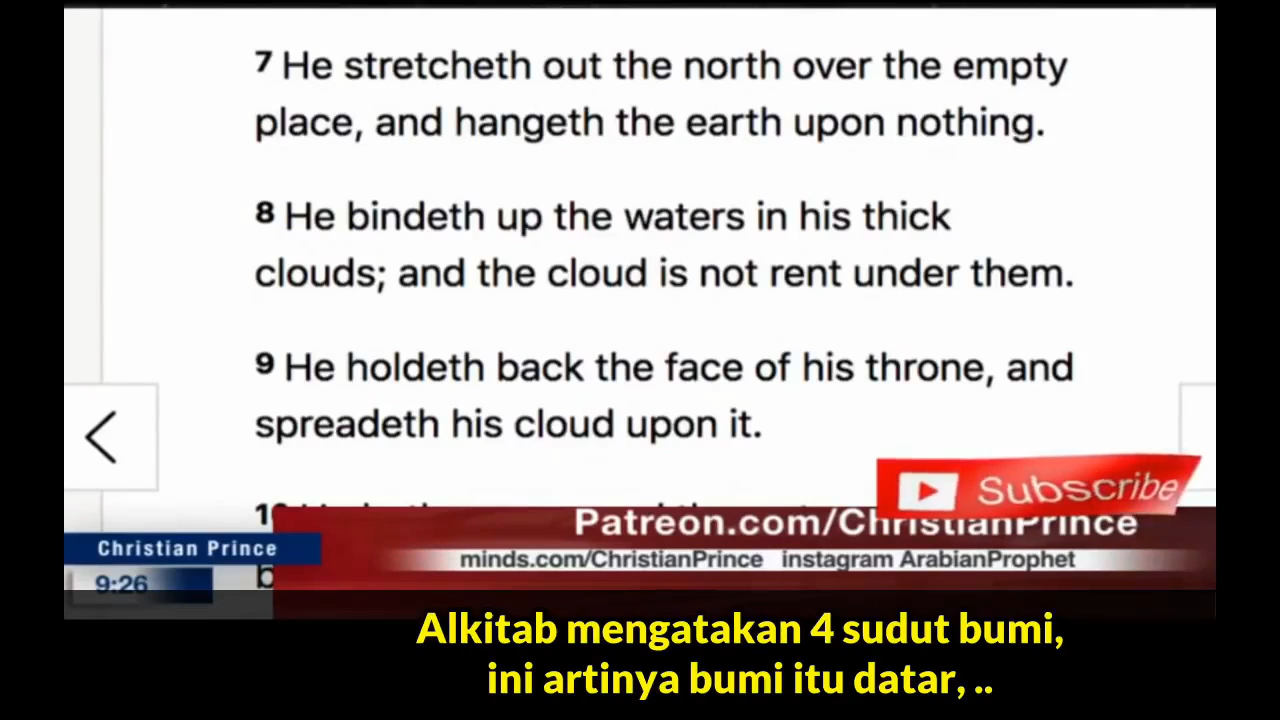 7 He stretcheth out the north over the empty
place, and hangeth the earth upon nothing.
8 He bindeth up the waters in his thick
clouds; and the cloud is not rent under them.
9 He holdeth back the face of his throne, and
spreadeth his cloud upon it.
Subscribe
Patreon.com/ChristianPrince
Christian Prince
minds.com/ChristianPrince instagram ArabianProphet
9:26
Alkitab mengatakan 4 sudut bumi,
ini artinya bumi itu datar, ..